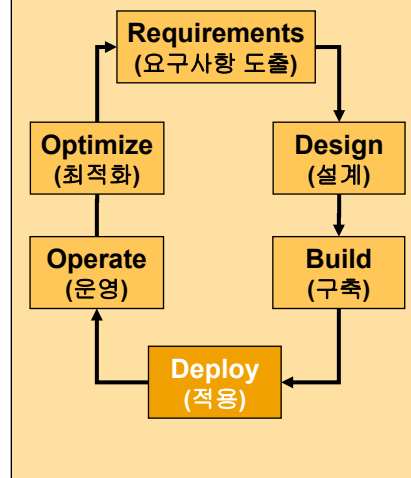 Requirements
(요구사항 도출)
Optimize
(최적화)
Design
(설계)
Operate
(운영)
Build
(구축)
Deploy
(적용)